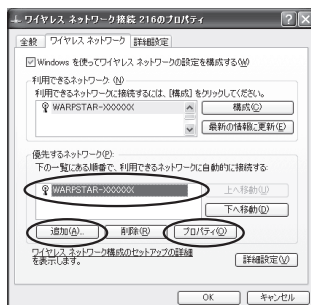 ワイヤレス ネットワーク接続 216のプロパティ
全般 ワイヤレス ネットワーク 詳細設定
Windows を使ってワイヤレス ネットワークの設定を構成する(W)
利用できるネットワーク (N)
利用できるネットワークに接続するには、[構成] をクリックしてください。
WARPSTAR-XXXXXX
構成(C)
最新の情報に更新(E)
優先するネットワーク(P):
下の一覧にある順番で、利用できるネットワークに自動的に接続する:
WARPSTAR-XXXXXX
上へ移動(U)
下へ移動(D)
追加(A)... 削除(R) プロパティ(O)
ワイヤレス ネットワーク構成のセットアップの詳細
を表示します。
詳細設定(V)
OK キャンセル